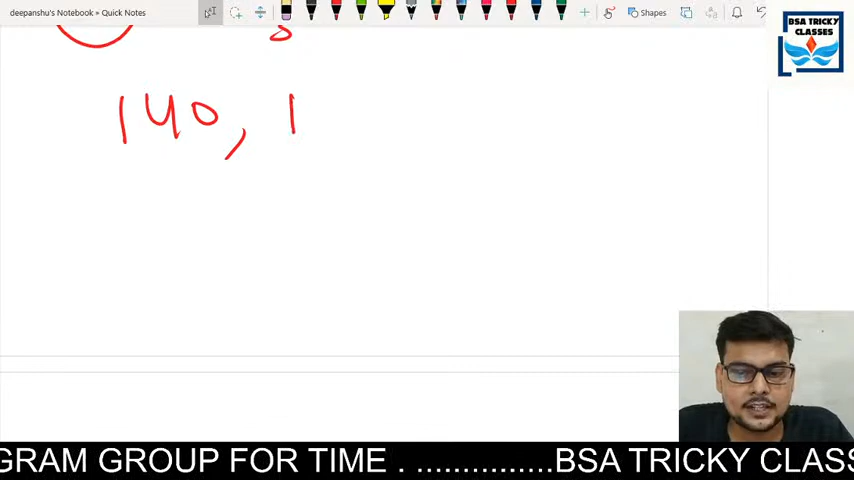 deepanshu's Notebook » Quick Notes
Shapes
BSA TRICKY
CLASSES
140, 1
GRAM GROUP FOR TIME . ...............BSA TRICKY CLASS